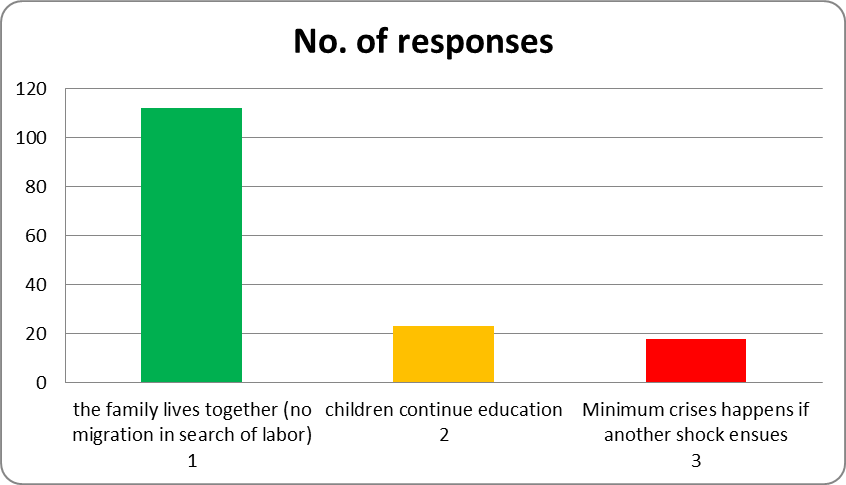 No. of responses
120
100
80
60
40
20
0
the family lives together (no
migration in search of labor)
1
children continue education
2
Minimum crises happens if
another shock ensues
3